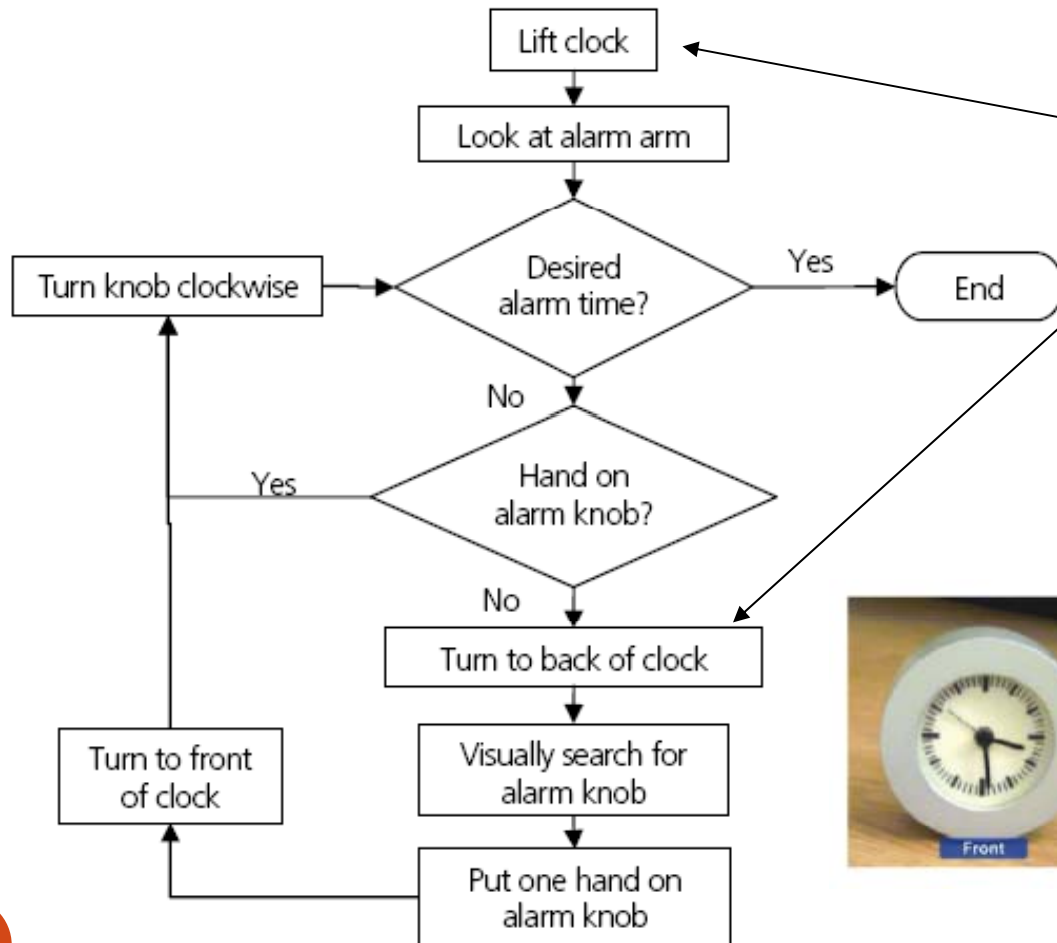 Lift clock
Look at alarm arm
Desired
alarm time?
Yes
End
Turn knob clockwise
No
Hand on
alarm knob?
Yes
No
Turn to back of clock
Visually search for
alarm knob
Turn to front
of clock
Put one hand on
alarm knob
Front